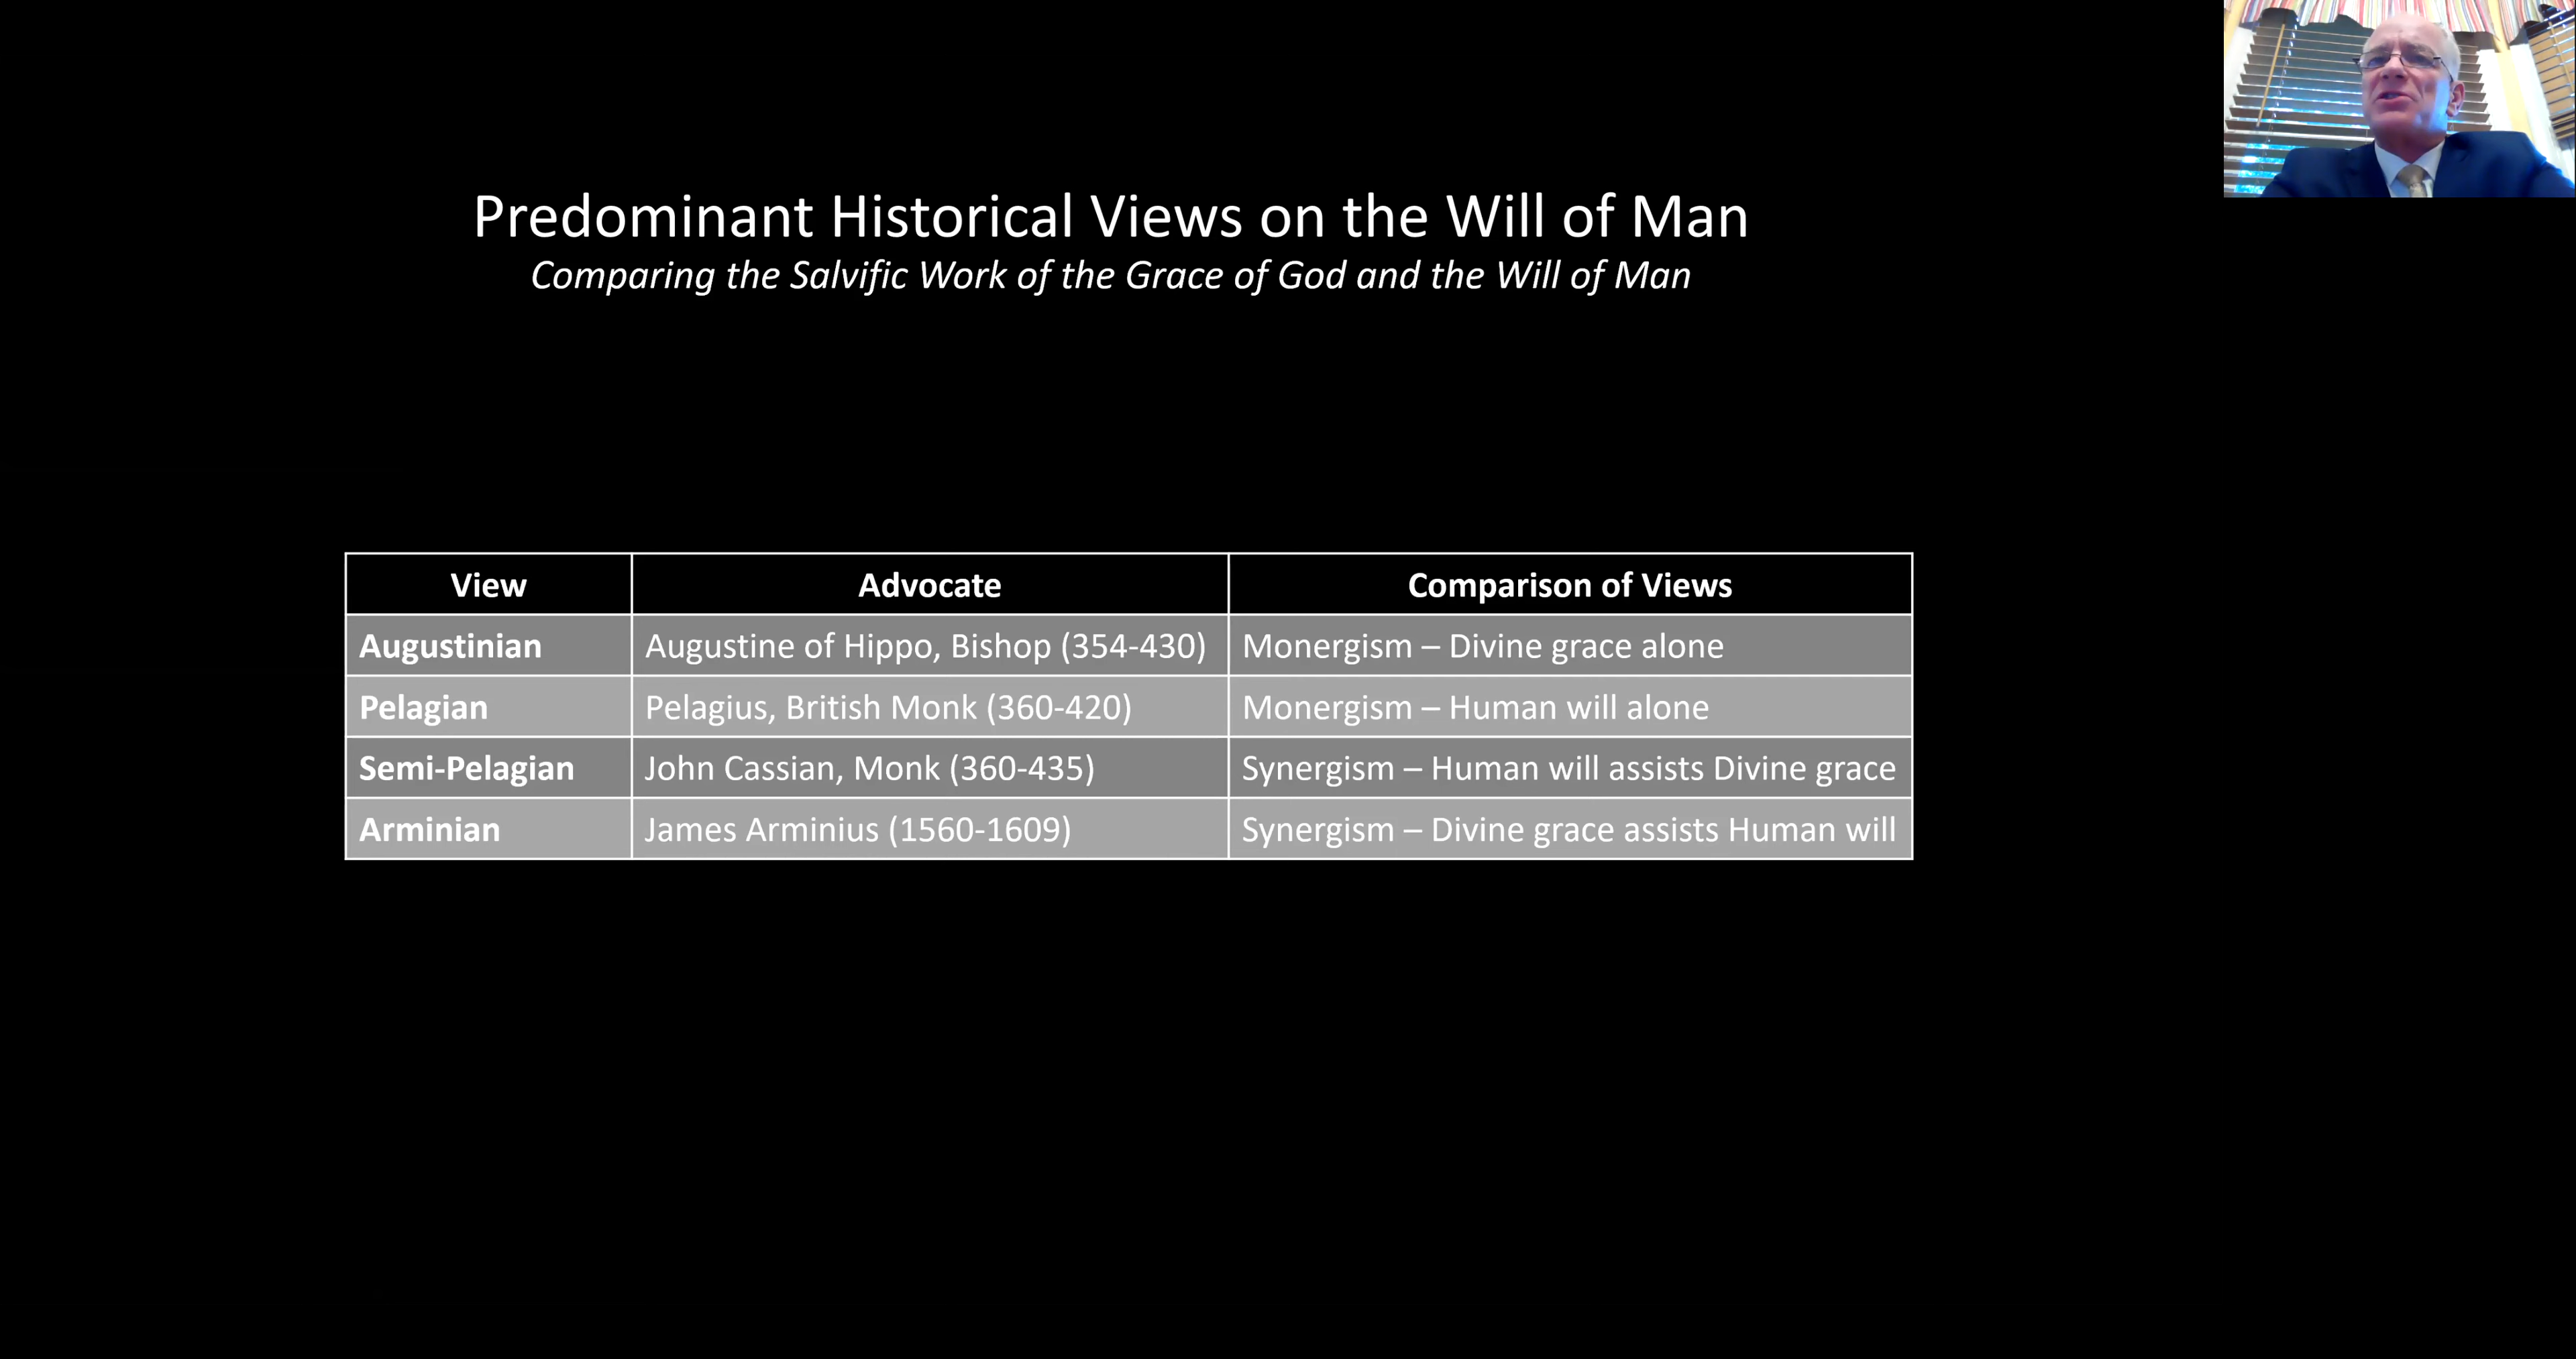 Predominant Historical Views on the Will of Man
Comparing the Salvific Work of the Grace of God and the Will of Man
View Advocate Comparison of Views
Augustinian Augustine of Hippo, Bishop (354-430) Monergism – Divine grace alone
Pelagian Pelagius, British Monk (360-420) Monergism – Human will alone
Semi-Pelagian John Cassian, Monk (360-435) Synergism – Human will assists Divine grace
Arminian James Arminius (1560-1609) Synergism – Divine grace assists Human will